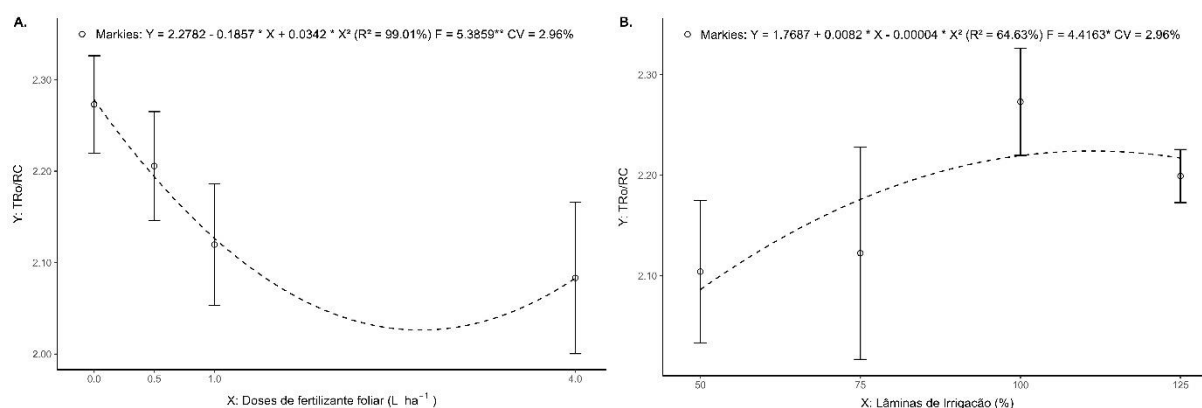 A.
Markies: Y = 2.2782 - 0.1857 * X + 0.0342 * X² (R² = 99.01%) F = 5.3859** CV = 2.96%
Y: TRo/RC
2.30
2.20
2.10
2.00
0.0 0.5 1.0 4.0
X: Doses de fertilizante foliar (L ha⁻¹)
B.
Markies: Y = 1.7687 + 0.0082 * X - 0.00004 * X² (R² = 64.63%) F = 4.4163* CV = 2.96%
Y: TRo/RC
2.30
2.20
2.10
50 75 100 125
X: Lâminas de Irrigação (%)